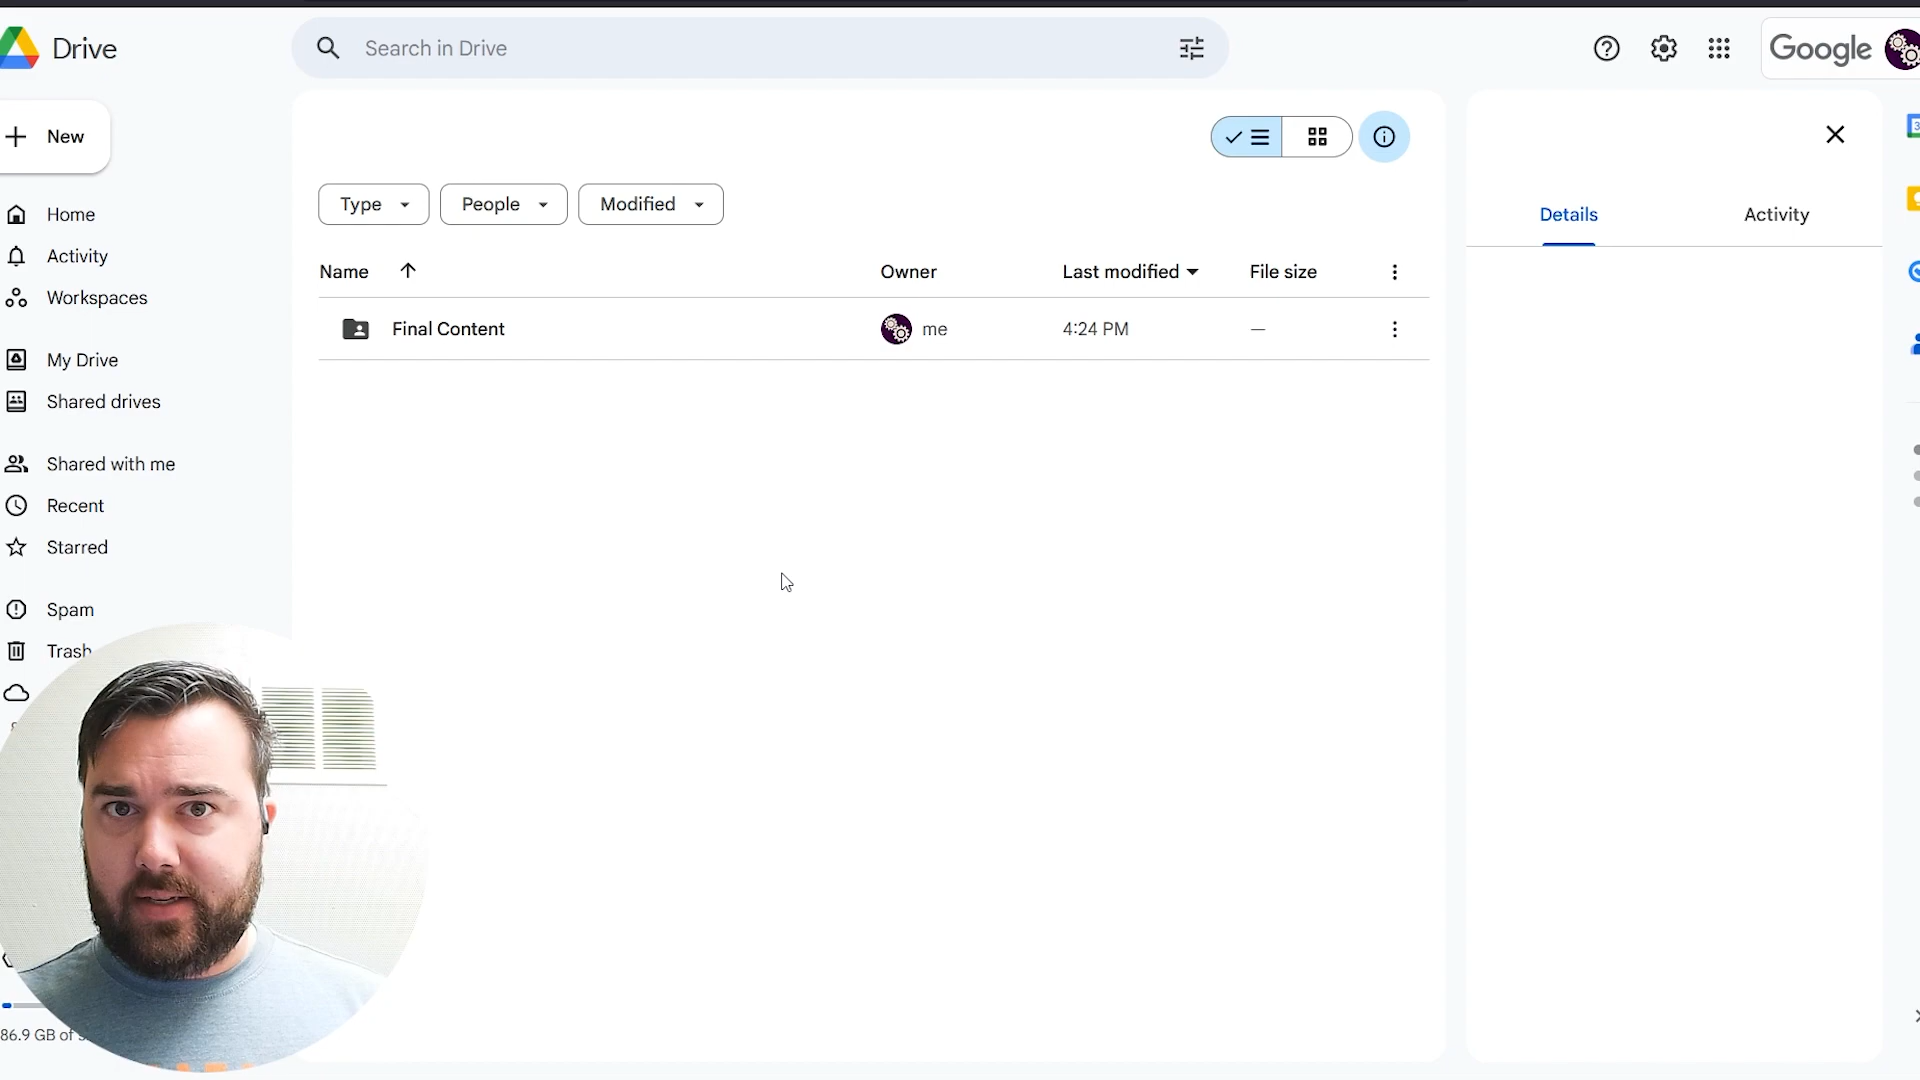 Drive
Search in Drive
Google
New
Home
Activity
Workspaces
My Drive
Shared drives
Shared with me
Recent
Starred
Spam
Trash
86.9 GB of
Type
People
Modified
Name
Owner
Last modified
File size
Final Content
me
4:24 PM
—
Details
Activity